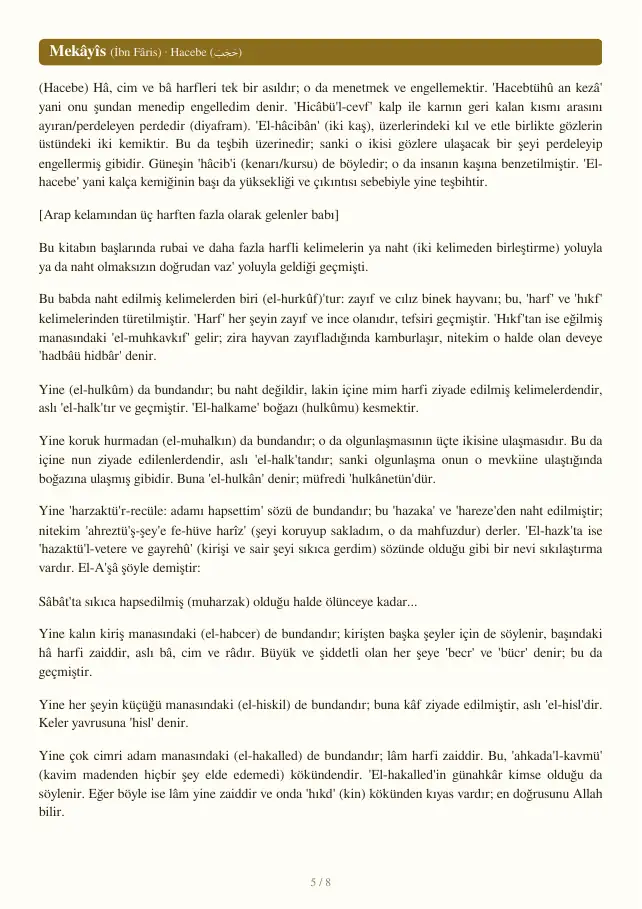 Mekâyîs (İbn Fâris) · Hacebe (حَجَبَ)
(Hacebe) Hâ, cim ve bâ harfleri tek bir asıldır; o da menetmek ve engellemektir. 'Hacebtühû an kezâ'
yani onu şundan menedip engelledim denir. 'Hicâbü'l-cevf' kalp ile karnın geri kalan kısmı arasını
ayıran/perdeleyen perdedir (diyafram). 'El-hâcibân' (iki kaş), üzerlerindeki kıl ve etle birlikte gözlerin
üstündeki iki kemiktir. Bu da teşbih üzerinedir; sanki o ikisi gözlere ulaşacak bir şeyi perdeleyip
engellermiş gibidir. Güneşin 'hâcib'i (kenarı/kursu) de böyledir; o da insanın kaşına benzetilmiştir. 'El-
hacebe' yani kalça kemiğinin başı da yüksekliği ve çıkıntısı sebebiyle yine teşbihtir.
[Arap kelamından üç harften fazla olarak gelenler babı]
Bu kitabın başlarında rubai ve daha fazla harfli kelimelerin ya naht (iki kelimeden birleştirme) yoluyla
ya da naht olmaksızın doğrudan vaz' yoluyla geldiği geçmişti.
Bu babda naht edilmiş kelimelerden biri (el-hurkûf)'tur: zayıf ve cılız binek hayvanı; bu, 'harf' ve 'hıkf'
kelimelerinden türetilmiştir. 'Harf' her şeyin zayıf ve ince olanıdır, tefsiri geçmiştir. 'Hıkf'tan ise eğilmiş
manasındaki 'el-muhkavkıf' gelir; zira hayvan zayıfladığında kamburlaşır, nitekim o halde olan deveye
'hadbâü hidbâr' denir.
Yine (el-hulkûm) da bundandır; bu naht değildir, lakin içine mim harfi ziyade edilmiş kelimelerdendir,
aslı 'el-halk'tır ve geçmiştir. 'El-halkame' boğazı (hulkûmu) kesmektir.
Yine koruk hurmadan (el-muhalkın) da bundandır; o da olgunlaşmasının üçte ikisine ulaşmasıdır. Bu da
içine nun ziyade edilenlerdendir, aslı 'el-halk'tandır; sanki olgunlaşma onun o mevkiine ulaştığında
boğazına ulaşmış gibidir. Buna 'el-hulkân' denir; müfredi 'hulkânetün'dür.
Yine 'harzaktü'r-recüle: adamı hapsettim' sözü de bundandır; bu 'hazaka' ve 'hareze'den naht edilmiştir;
nitekim 'ahreztü'ş-şey'e fe-hüve harîz' (şeyi koruyup sakladım, o da mahfuzdur) derler. 'El-hazk'ta ise
'hazaktü'l-vetere ve gayrehû' (kirişi ve sair şeyi sıkıca gerdim) sözünde olduğu gibi bir nevi sıkılaştırma
vardır. El-A'şâ şöyle demiştir:
Sâbât'ta sıkıca hapsedilmiş (muharzak) olduğu halde ölünceye kadar...
Yine kalın kiriş manasındaki (el-habcer) de bundandır; kirişten başka şeyler için de söylenir, başındaki
hâ harfi zaiddir, aslı bâ, cim ve râdır. Büyük ve şiddetli olan her şeye 'becr' ve 'bücr' denir; bu da
geçmiştir.
Yine her şeyin küçüğü manasındaki (el-hiskil) de bundandır; buna kâf ziyade edilmiştir, aslı 'el-hisl'dir.
Keler yavrusuna 'hisl' denir.
Yine çok cimri adam manasındaki (el-hakalled) de bundandır; lâm harfi zaiddir. Bu, 'ahkada'l-kavmü'
(kavim madenden hiçbir şey elde edemedi) kökündendir. 'El-hakalled'in günahkâr kimse olduğu da
söylenir. Eğer böyle ise lâm yine zaiddir ve onda 'hıkd' (kin) kökünden kıyas vardır; en doğrusunu Allah
bilir.
5 / 8